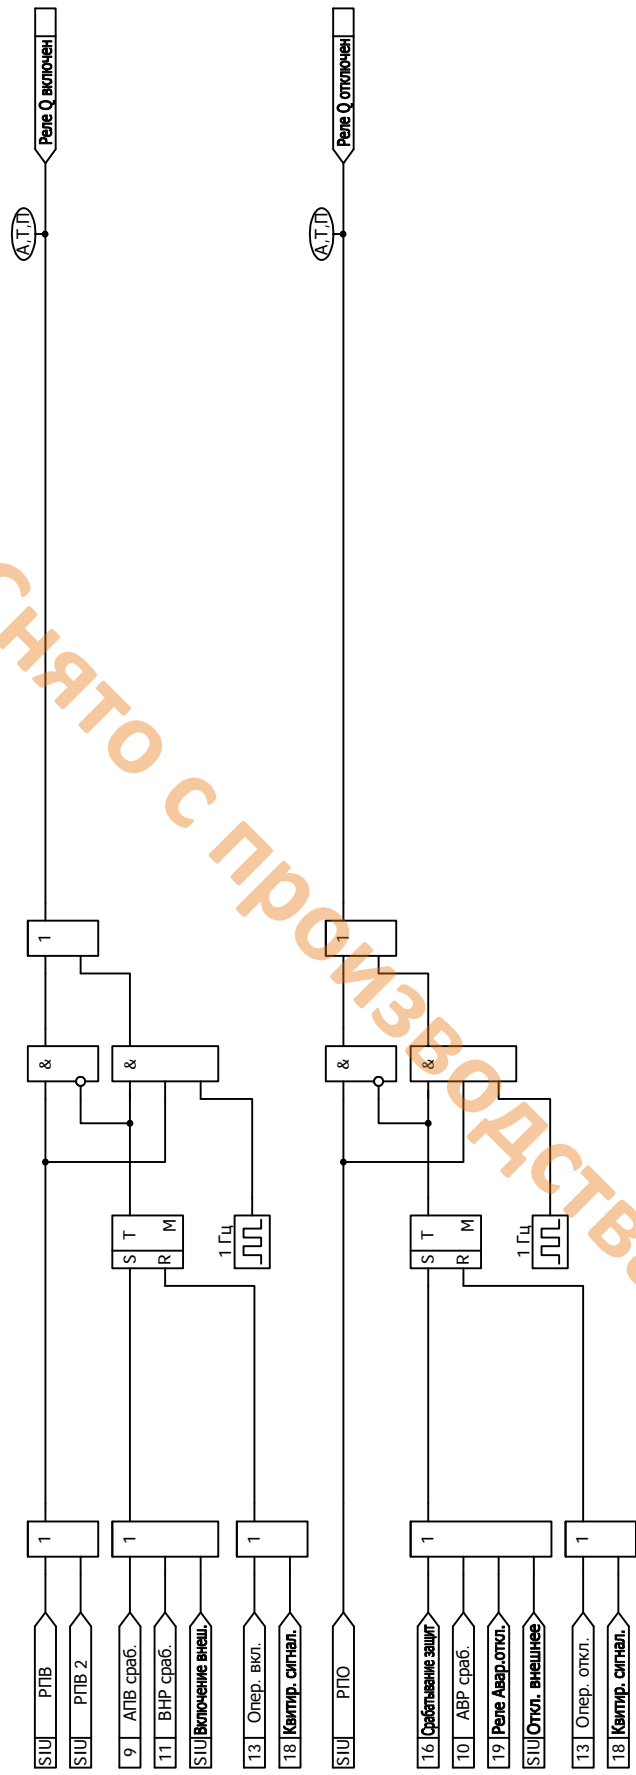 SIU РПВ
SIU РПВ 2
1
9 АПВ сраб.
11 ВНР сраб.
SIU Включение внеш.
1
13 Опер. вкл.
18 Квитир. сигнал.
1
S T
R M
1 Гц
&
&
1
А,Т,П
Реле Q включен
SIU РПО
16 Срабатывание защит
10 АВР сраб.
19 Реле Авар.откл.
SIU Откл. внешнее
1
13 Опер. откл.
18 Квитир. сигнал.
1
S T
R M
1 Гц
&
&
1
А,Т,П
Реле Q отключен
Снято с производства